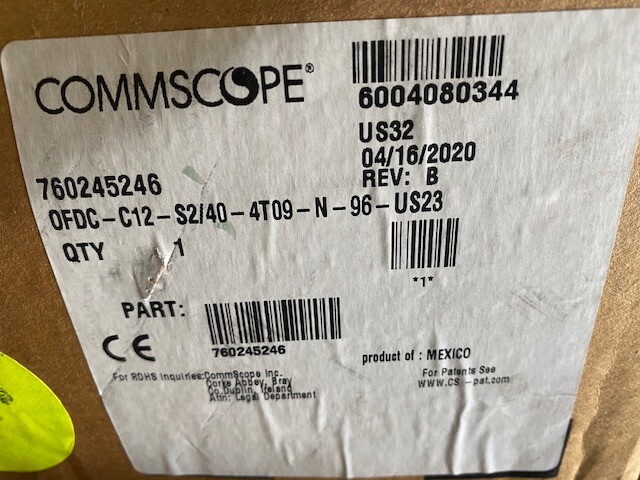 COMMSCOPE®
6004080344
US32
04/16/2020
REV: B
760245246
OFDC-C12-S2/40-4T09-N-96-US23
QTY 1
*1*
PART:
760245246
CE
product of : MEXICO
For ROHS Inquiries:CommScope Inc.
Corke Abbey, Bray
Co.Dublin, Ireland
Attn: Legal Department
For Patents See
www.cs-pat.com